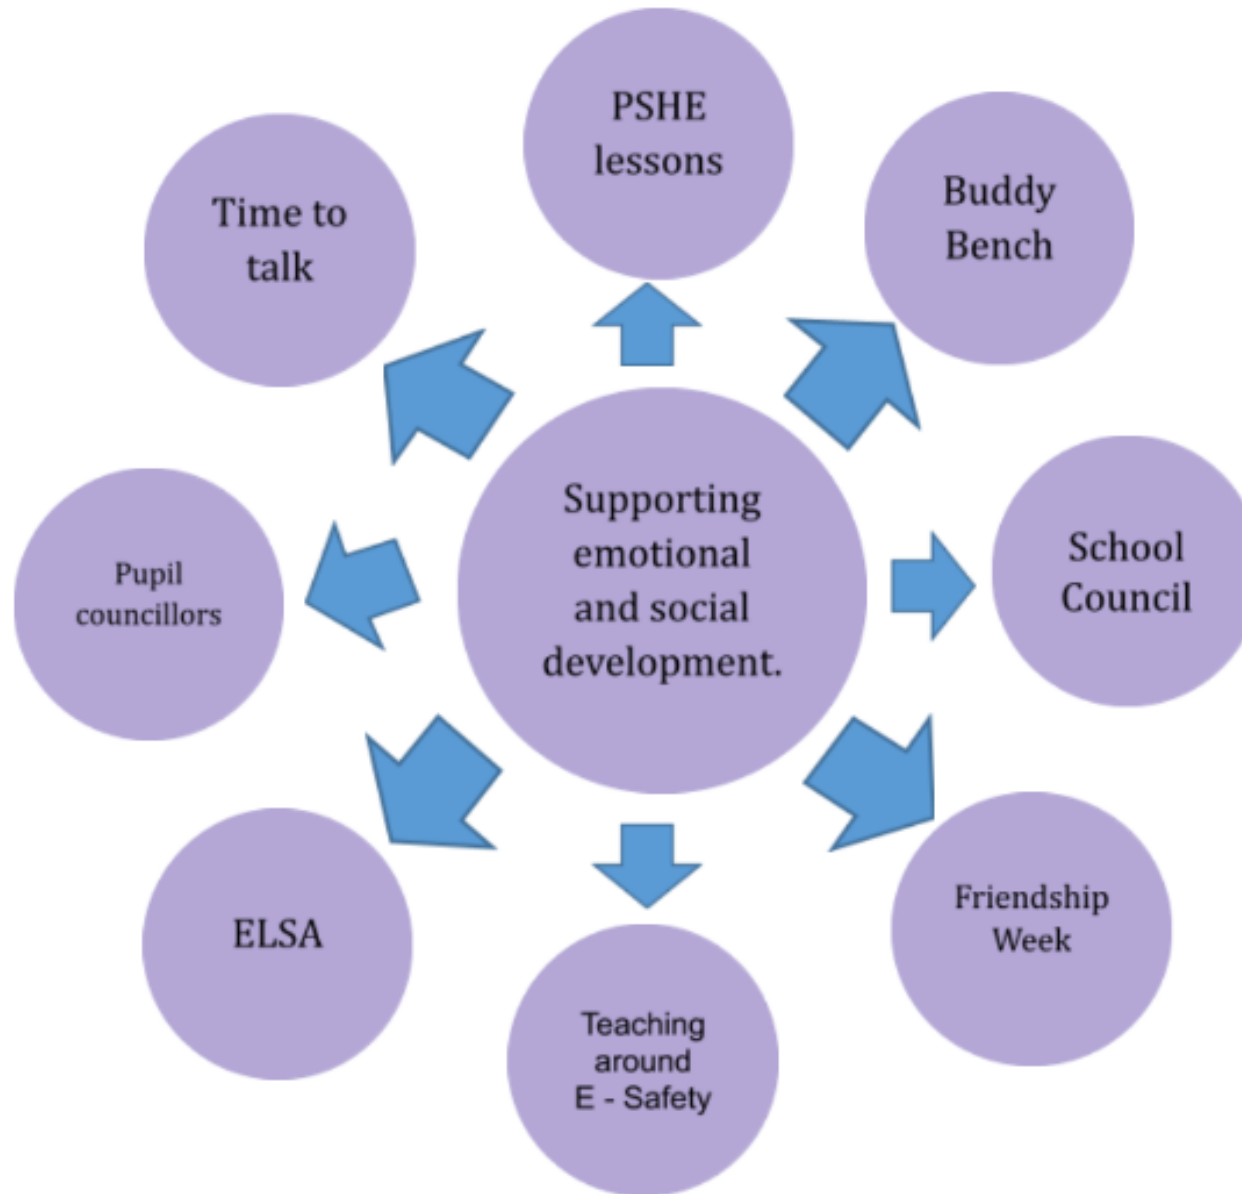 PSHE
lessons
Buddy
Bench
School
Council
Friendship
Week
Teaching
around
E - Safety
ELSA
Pupil
councillors
Time to
talk
Supporting
emotional
and social
development.